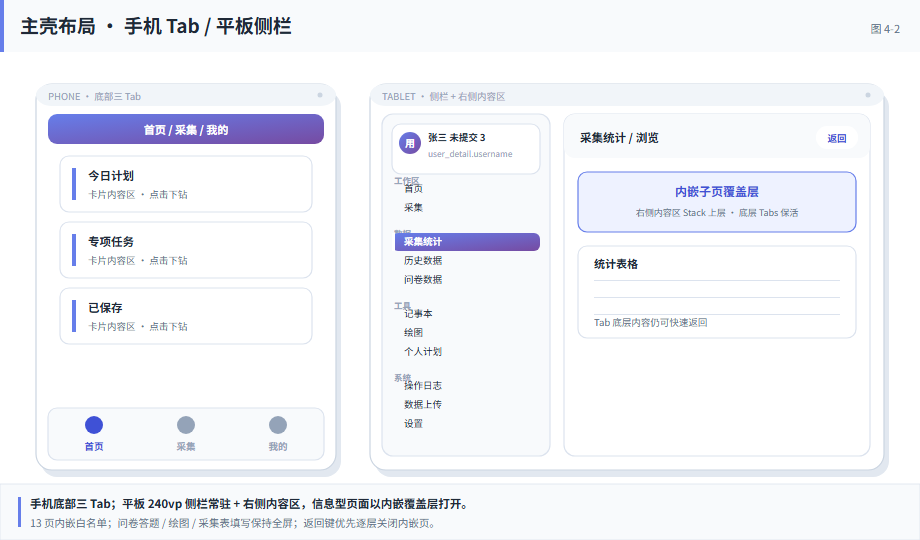 主壳布局 · 手机 Tab / 平板侧栏
图 4-2
PHONE · 底部三 Tab
首页 / 采集 / 我的
今日计划
卡片内容区 · 点击下钻
专项任务
卡片内容区 · 点击下钻
已保存
卡片内容区 · 点击下钻
首页
采集
我的
TABLET · 侧栏 + 右侧内容区
用
张三 未提交 3
user_detail.username
工作区
首页
采集
数据
采集统计
历史数据
问卷数据
工具
记事本
绘图
个人计划
系统
操作日志
数据上传
设置
采集统计 / 浏览
返回
内嵌子页覆盖层
右侧内容区 Stack 上层 · 底层 Tabs 保活
统计表格
Tab 底层内容仍可快速返回
手机底部三 Tab；平板 240vp 侧栏常驻 + 右侧内容区，信息型页面以内嵌覆盖层打开。
13 页内嵌白名单；问卷答题 / 绘图 / 采集表填写保持全屏；返回键优先逐层关闭内嵌页。